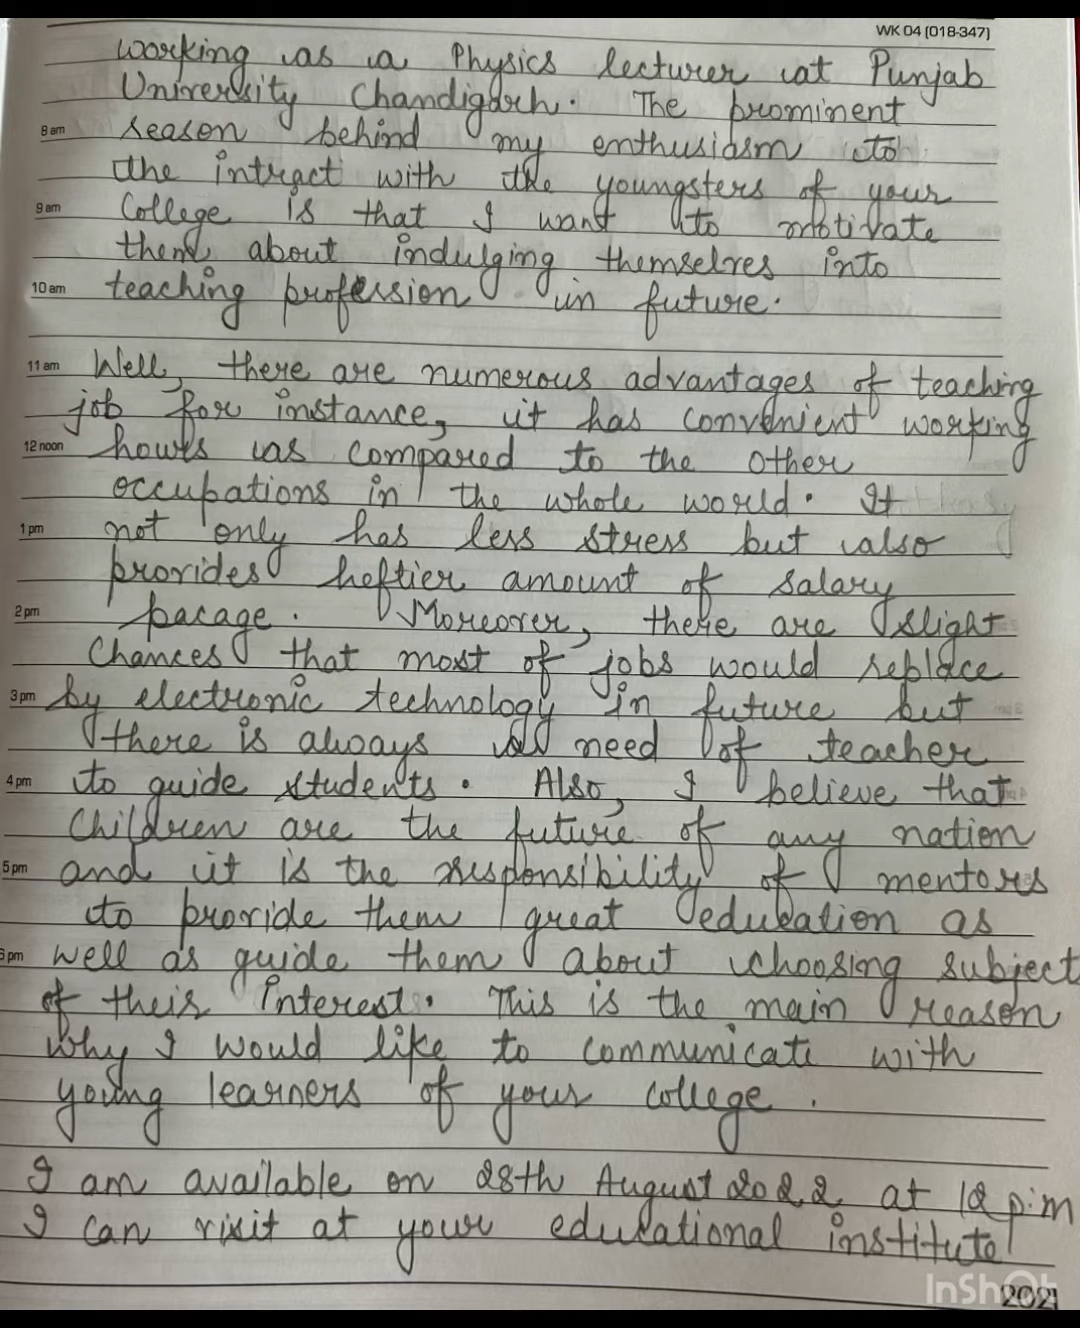 WK 04 (018-347)
working as a Physics lecturer at Punjab
University Chandigarh. The prominent
8 am reason behind my enthusiasm to
the intract with the youngsters of your
9 am College is that I want to motivate
them about indulging themselves into
10 am teaching profession in future.
11 am Well, there are numerous advantages of teaching
job for instance, it has convenient working
12 noon hours as compared to the other
occupations in the whole world. It
1 pm not only has less stress but also
provides heftier amount of salary
2 pm pacage. Moreover, there are slight
Chances that most of jobs would replace
3 pm by electronic technology in future but
there is always a need of teacher
4 pm to guide students. Also, I believe that
Children are the future of any nation
5 pm and it is the responsibility of mentors
to provide them great education as
6 pm well as guide them about choosing subject
of their interest. This is the main reason
why I would like to communicate with
young learners of your college.
I am available on 28th August 2022 at 12 p.m
I can visit at your educational institute
InShot
2021